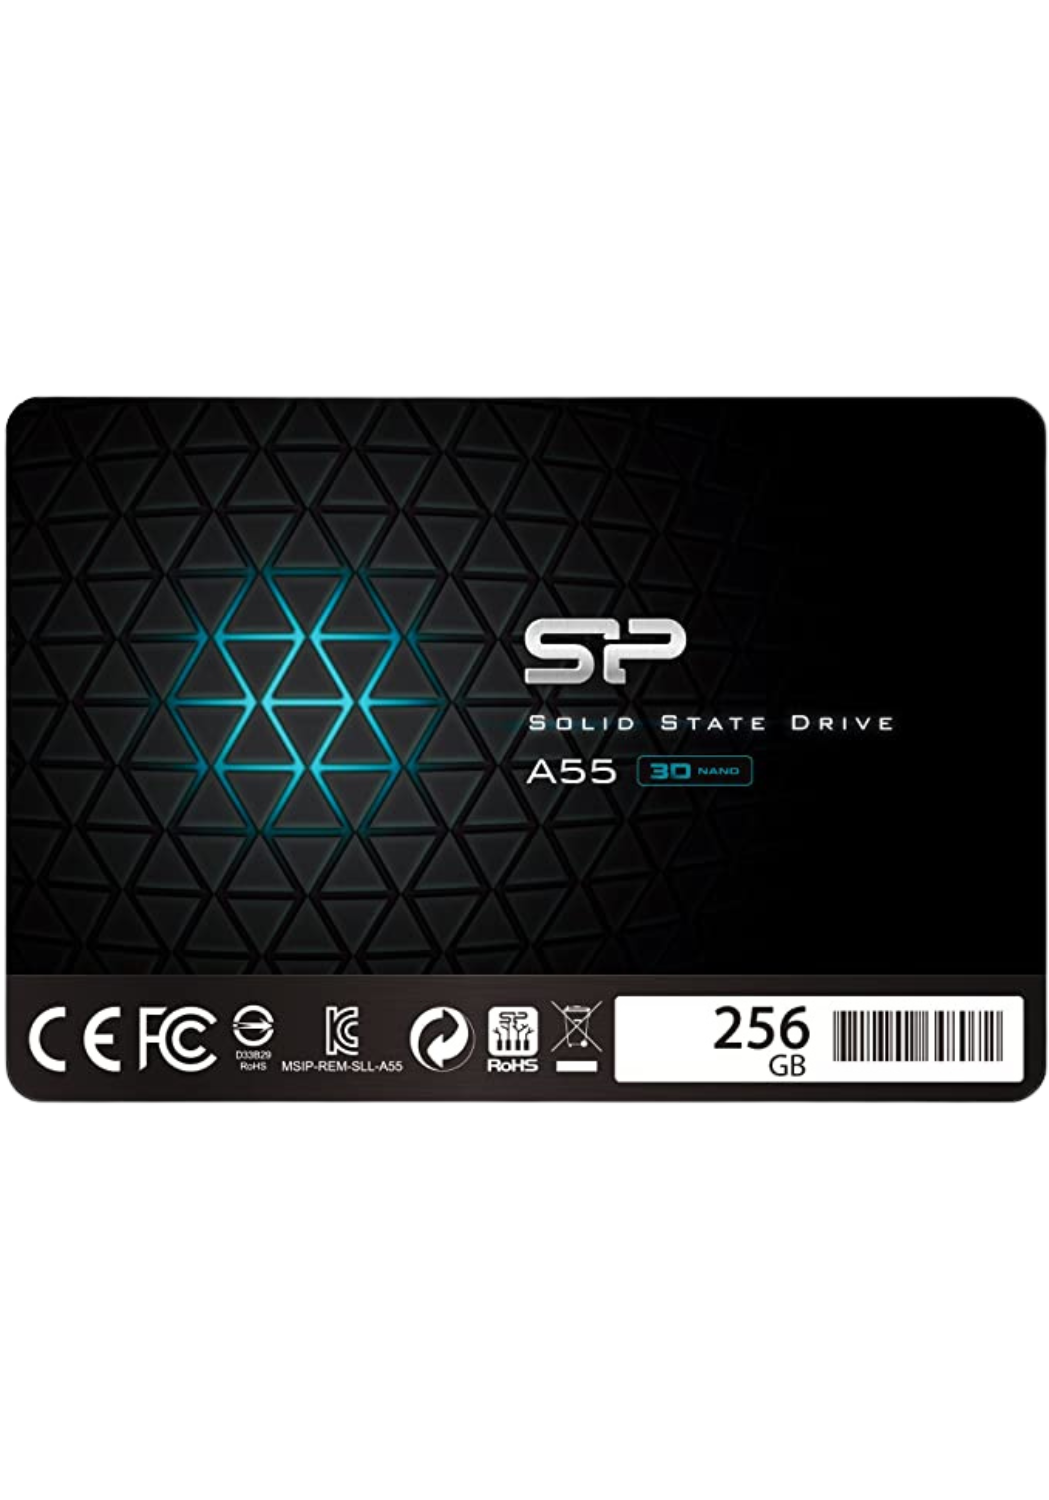 SP
SOLID STATE DRIVE
A55 3D NAND
CE FC D33B29 RoHS MSIP-REM-SLL-A55 SP RoHS
256
GB